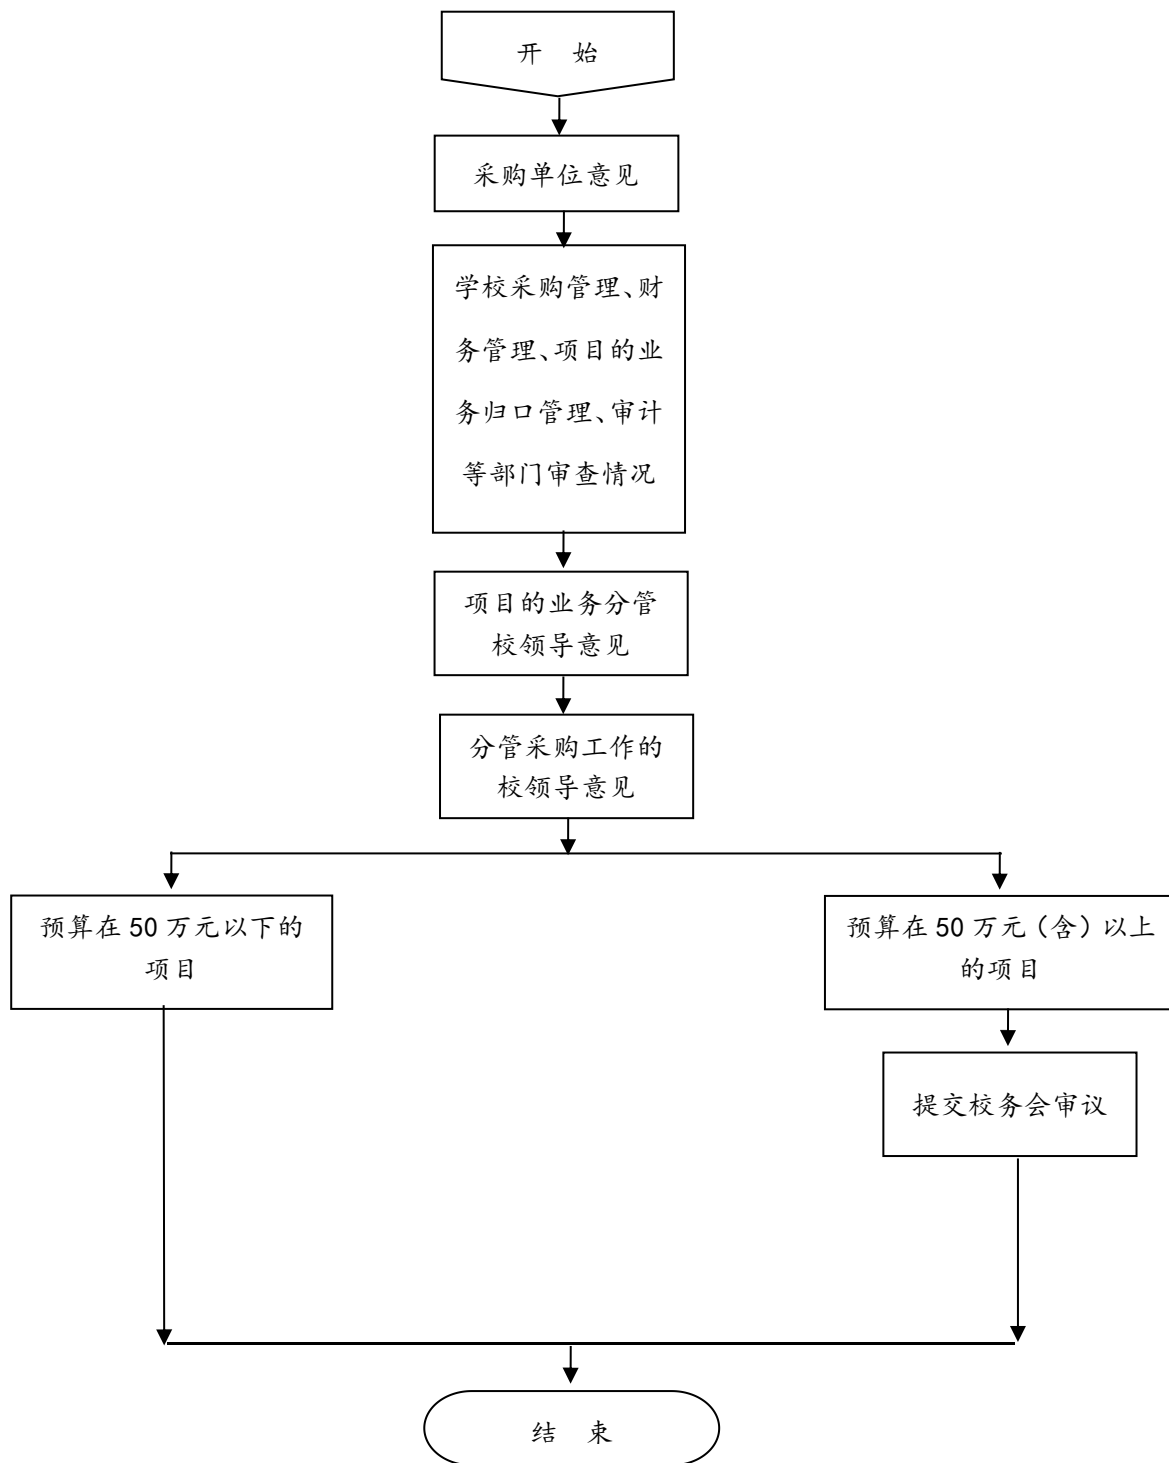 开 始
采购单位意见
学校采购管理、财
务管理、项目的业
务归口管理、审计
等部门审查情况
项目的业务分管
校领导意见
分管采购工作的
校领导意见
预算在 50 万元以下的
项目
预算在 50 万元（含）以上
的项目
提交校务会审议
结 束